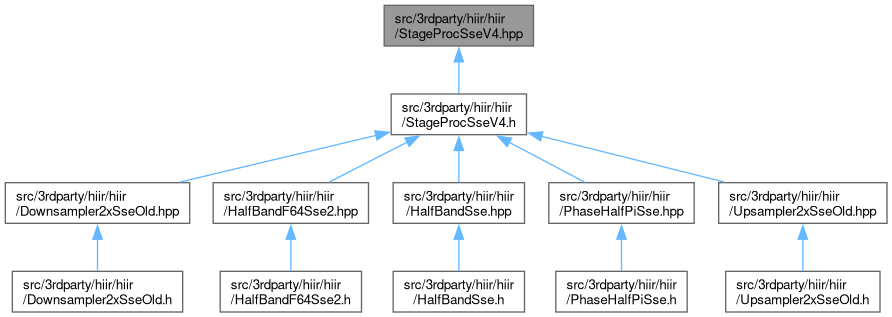 src/3rdparty/hiir/hiir
/StageProcSseV4.hpp
src/3rdparty/hiir/hiir
/StageProcSseV4.h
src/3rdparty/hiir/hiir
/Downsampler2xSseOld.hpp
src/3rdparty/hiir/hiir
/HalfBandF64Sse2.hpp
src/3rdparty/hiir/hiir
/HalfBandSse.hpp
src/3rdparty/hiir/hiir
/PhaseHalfPiSse.hpp
src/3rdparty/hiir/hiir
/Upsampler2xSseOld.hpp
src/3rdparty/hiir/hiir
/Downsampler2xSseOld.h
src/3rdparty/hiir/hiir
/HalfBandF64Sse2.h
src/3rdparty/hiir/hiir
/HalfBandSse.h
src/3rdparty/hiir/hiir
/PhaseHalfPiSse.h
src/3rdparty/hiir/hiir
/Upsampler2xSseOld.h